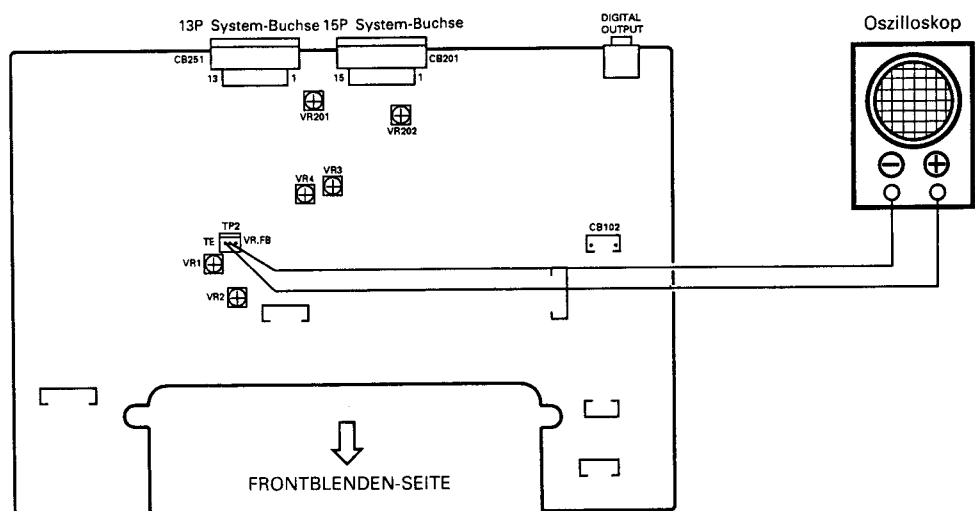 13P System-Buchse 15P System-Buchse
DIGITAL
OUTPUT
Oszilloskop
CB251
CB201
13
1
15
1
VR201
VR202
VR4
VR3
TP2
TE
VR.FB
CB102
VR1
VR2
FRONTBLENDEN-SEITE